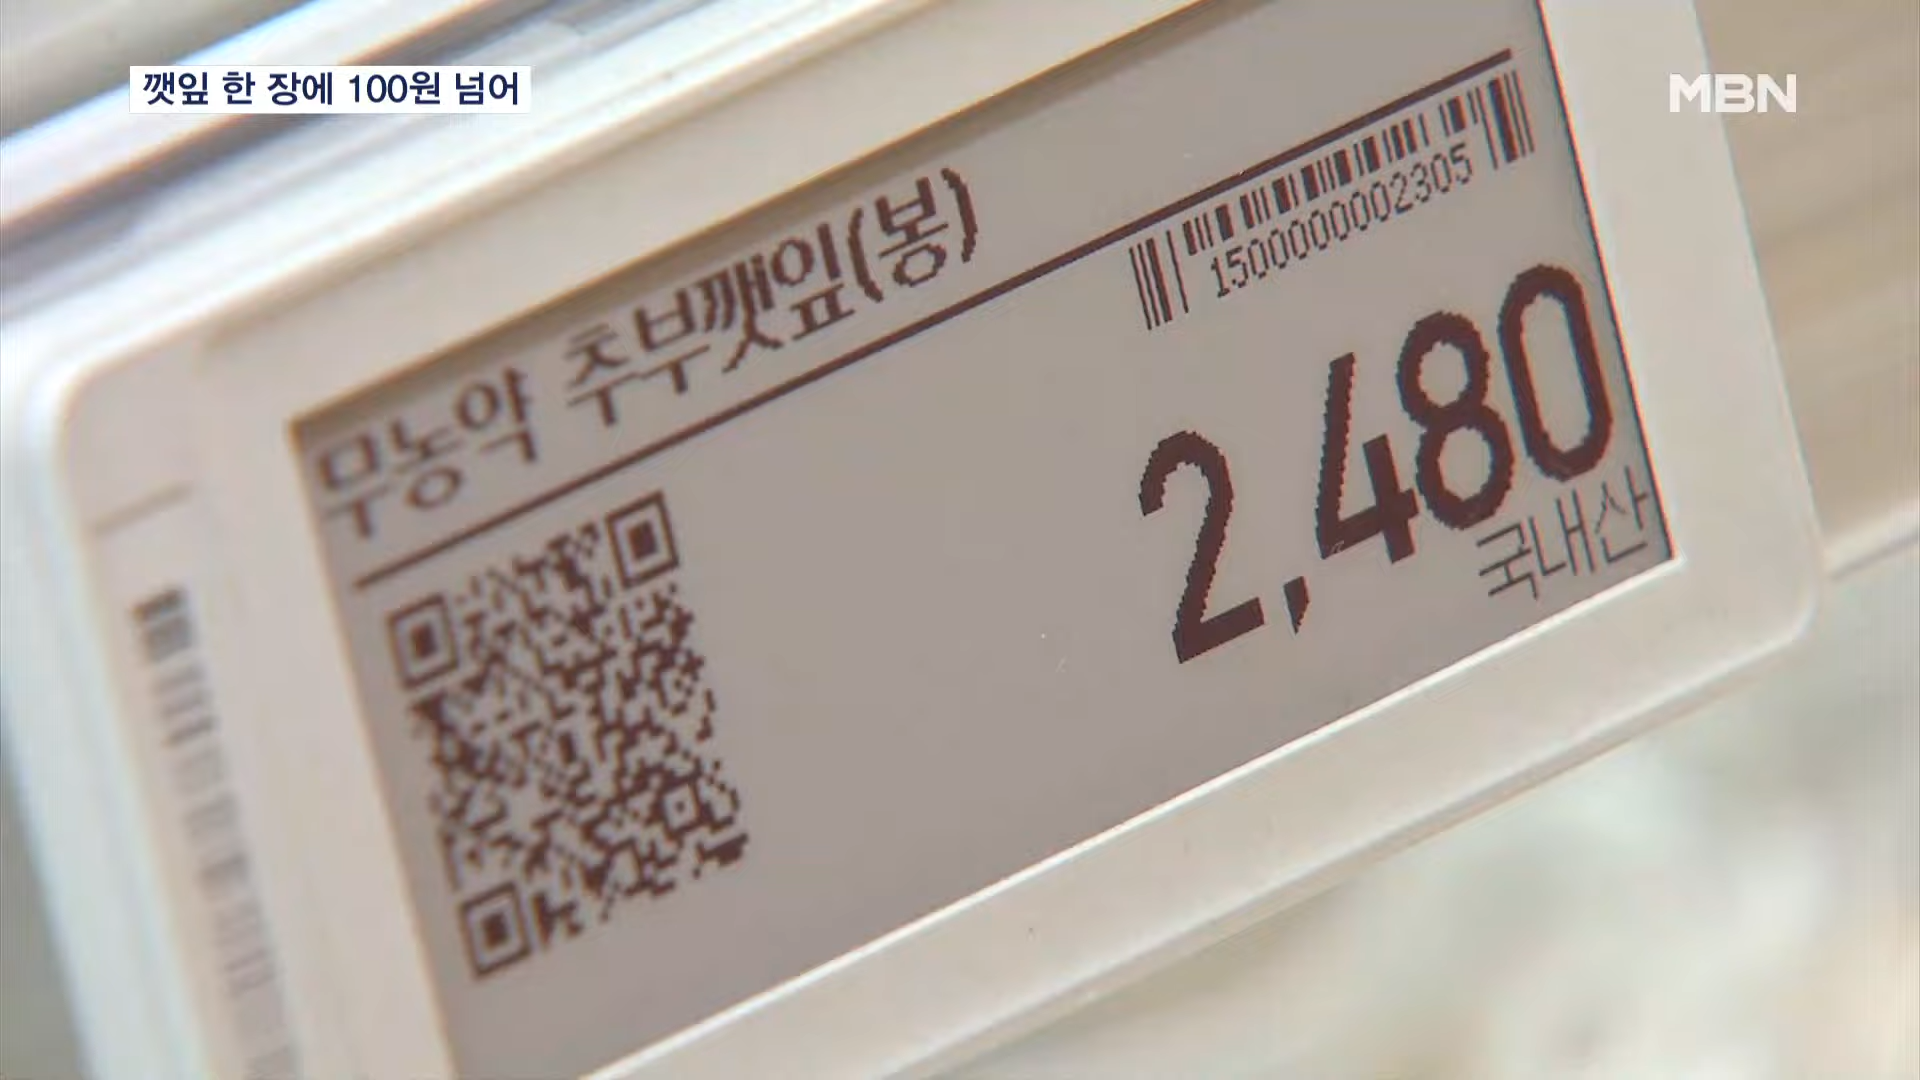 깻잎 한 장에 100원 넘어
MBN
무농약 추부깻잎(봉)
1500000002305
2,480
국내산